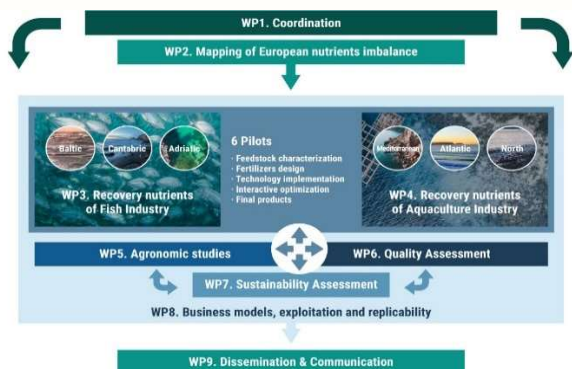 WP1. Coordination
WP2. Mapping of European nutrients imbalance
Baltic
Cantabric
Adriatic
WP3. Recovery nutrients
of Fish Industry
6 Pilots
· Feedstock characterization
· Fertilizers design
· Technology implementation
· Interactive optimization
· Final products
Mediterranean
Atlantic
North
WP4. Recovery nutrients
of Aquaculture Industry
WP5. Agronomic studies
WP6. Quality Assessment
WP7. Sustainability Assessment
WP8. Business models, exploitation and replicability
WP9. Dissemination & Communication